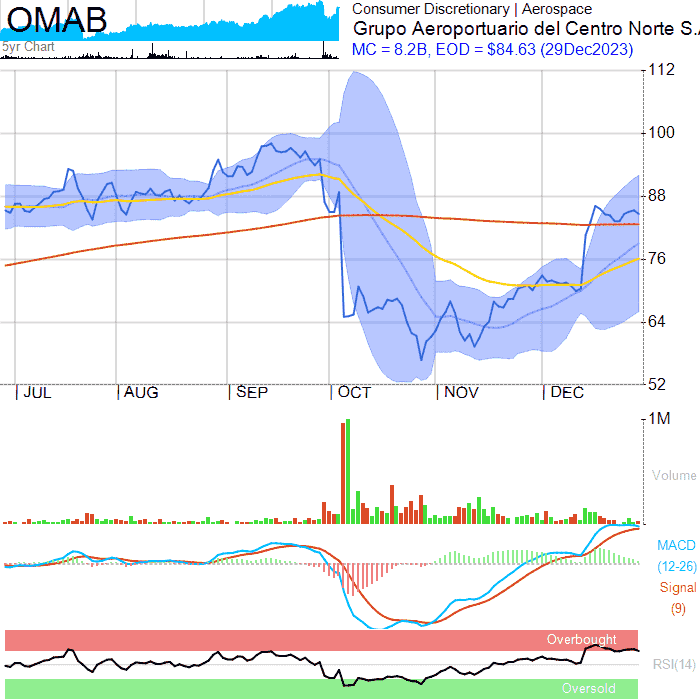 OMAB
5yr Chart
Consumer Discretionary | Aerospace
Grupo Aeroportuario del Centro Norte S.A
MC = 8.2B, EOD = $84.63 (29Dec2023)
112
100
88
76
64
52
JUL
AUG
SEP
OCT
NOV
DEC
1M
Volume
MACD
(12-26)
Signal
(9)
Overbought
RSI(14)
Oversold